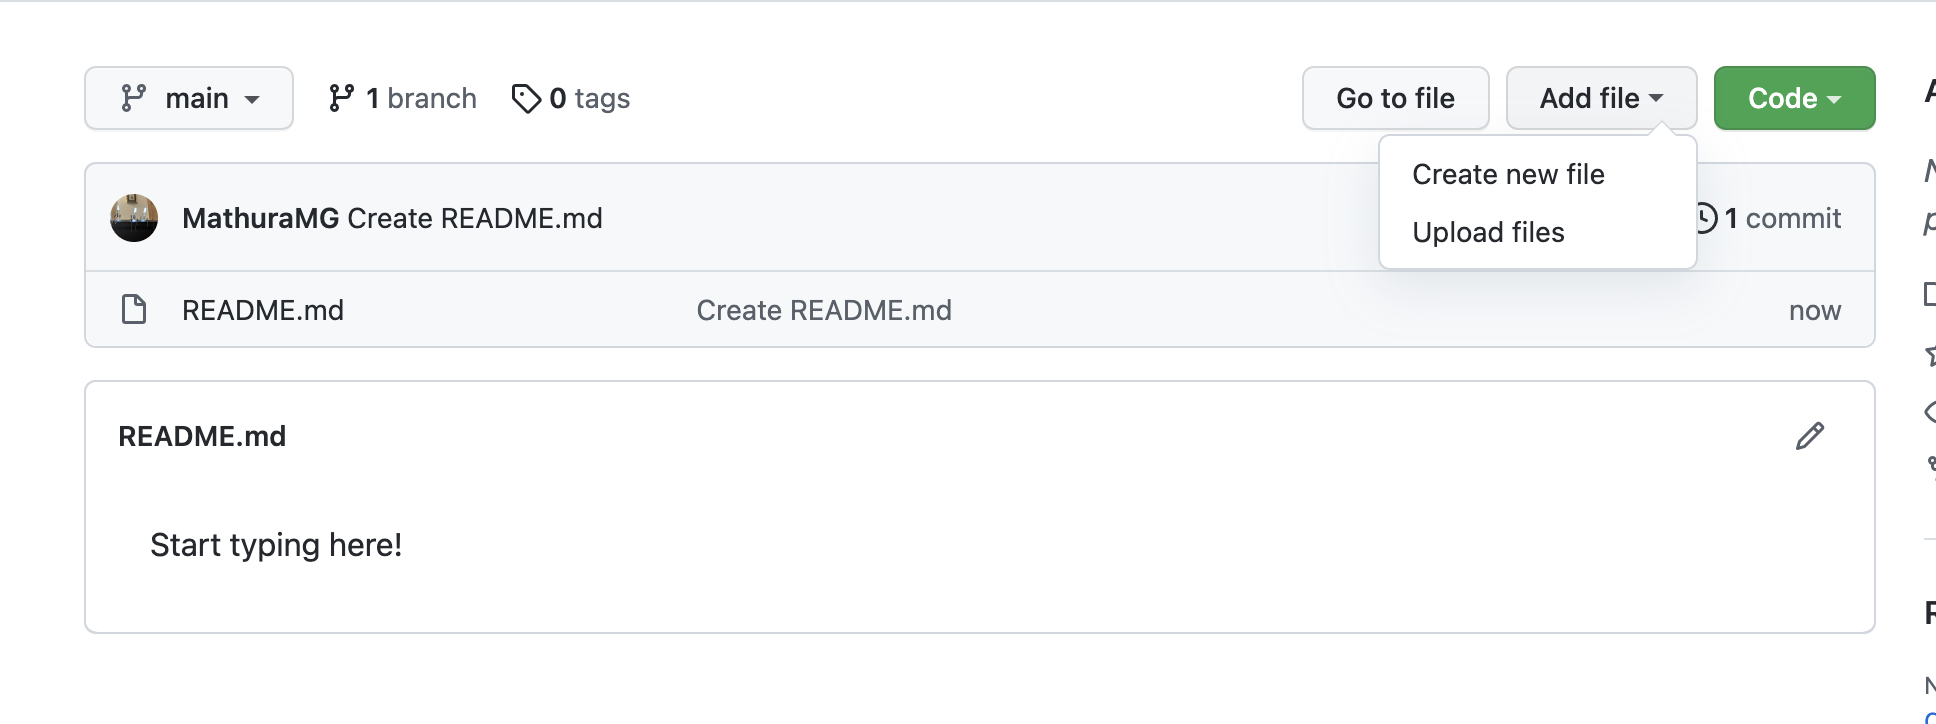 main
1 branch
0 tags
Go to file
Add file
Code
Create new file
Upload files
MathuraMG Create README.md
1 commit
README.md
Create README.md
now
README.md
Start typing here!